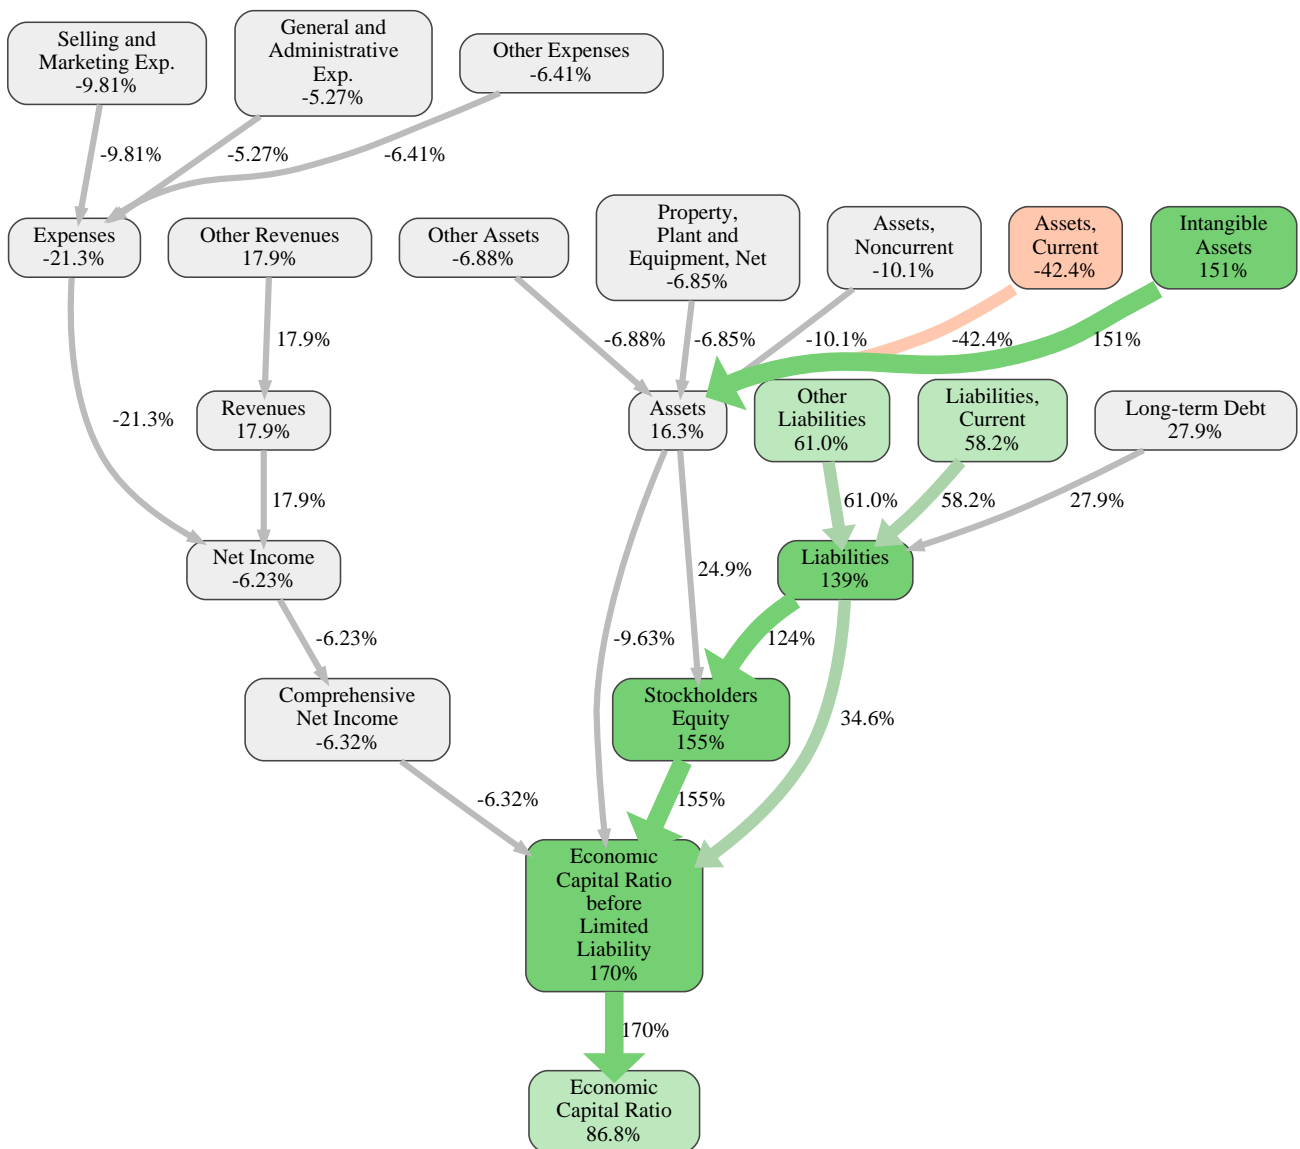 Selling and
Marketing Exp.
-9.81%
General and
Administrative
Exp.
-5.27%
Other Expenses
-6.41%
-9.81%
-5.27%
-6.41%
Expenses
-21.3%
Other Revenues
17.9%
Other Assets
-6.88%
Property,
Plant and
Equipment, Net
-6.85%
Assets,
Noncurrent
-10.1%
Assets,
Current
-42.4%
Intangible
Assets
151%
17.9%
-6.88%
-6.85%
-10.1%
-42.4%
151%
-21.3%
Revenues
17.9%
Assets
16.3%
Other
Liabilities
61.0%
Liabilities,
Current
58.2%
Long-term Debt
27.9%
17.9%
61.0%
58.2%
27.9%
Net Income
-6.23%
24.9%
Liabilities
139%
-6.23%
-9.63%
124%
Comprehensive
Net Income
-6.32%
Stockholders
Equity
155%
34.6%
-6.32%
155%
Economic
Capital Ratio
before
Limited
Liability
170%
170%
Economic
Capital Ratio
86.8%